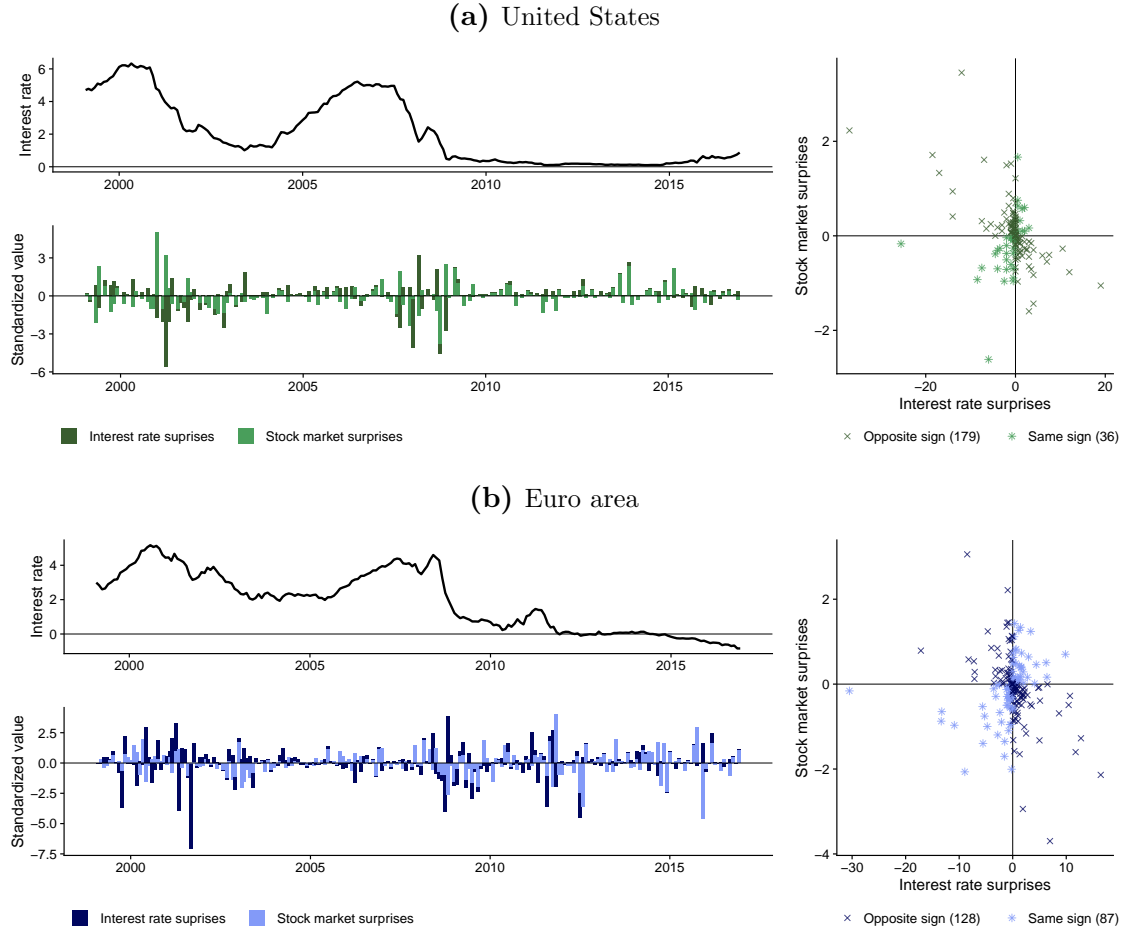 (a) United States
Interest rate
6
4
2
0
2000
2005
2010
2015
Standardized value
3
0
−3
−6
2000
2005
2010
2015
Interest rate suprises
Stock market surprises
Stock market surprises
2
0
−2
−20
0
20
Interest rate surprises
Opposite sign (179)
Same sign (36)
(b) Euro area
Interest rate
4
2
0
2000
2005
2010
2015
Standardized value
2.5
0.0
−2.5
−5.0
−7.5
2000
2005
2010
2015
Interest rate suprises
Stock market surprises
Stock market surprises
2
0
−2
−4
−30
−20
−10
0
10
Interest rate surprises
Opposite sign (128)
Same sign (87)